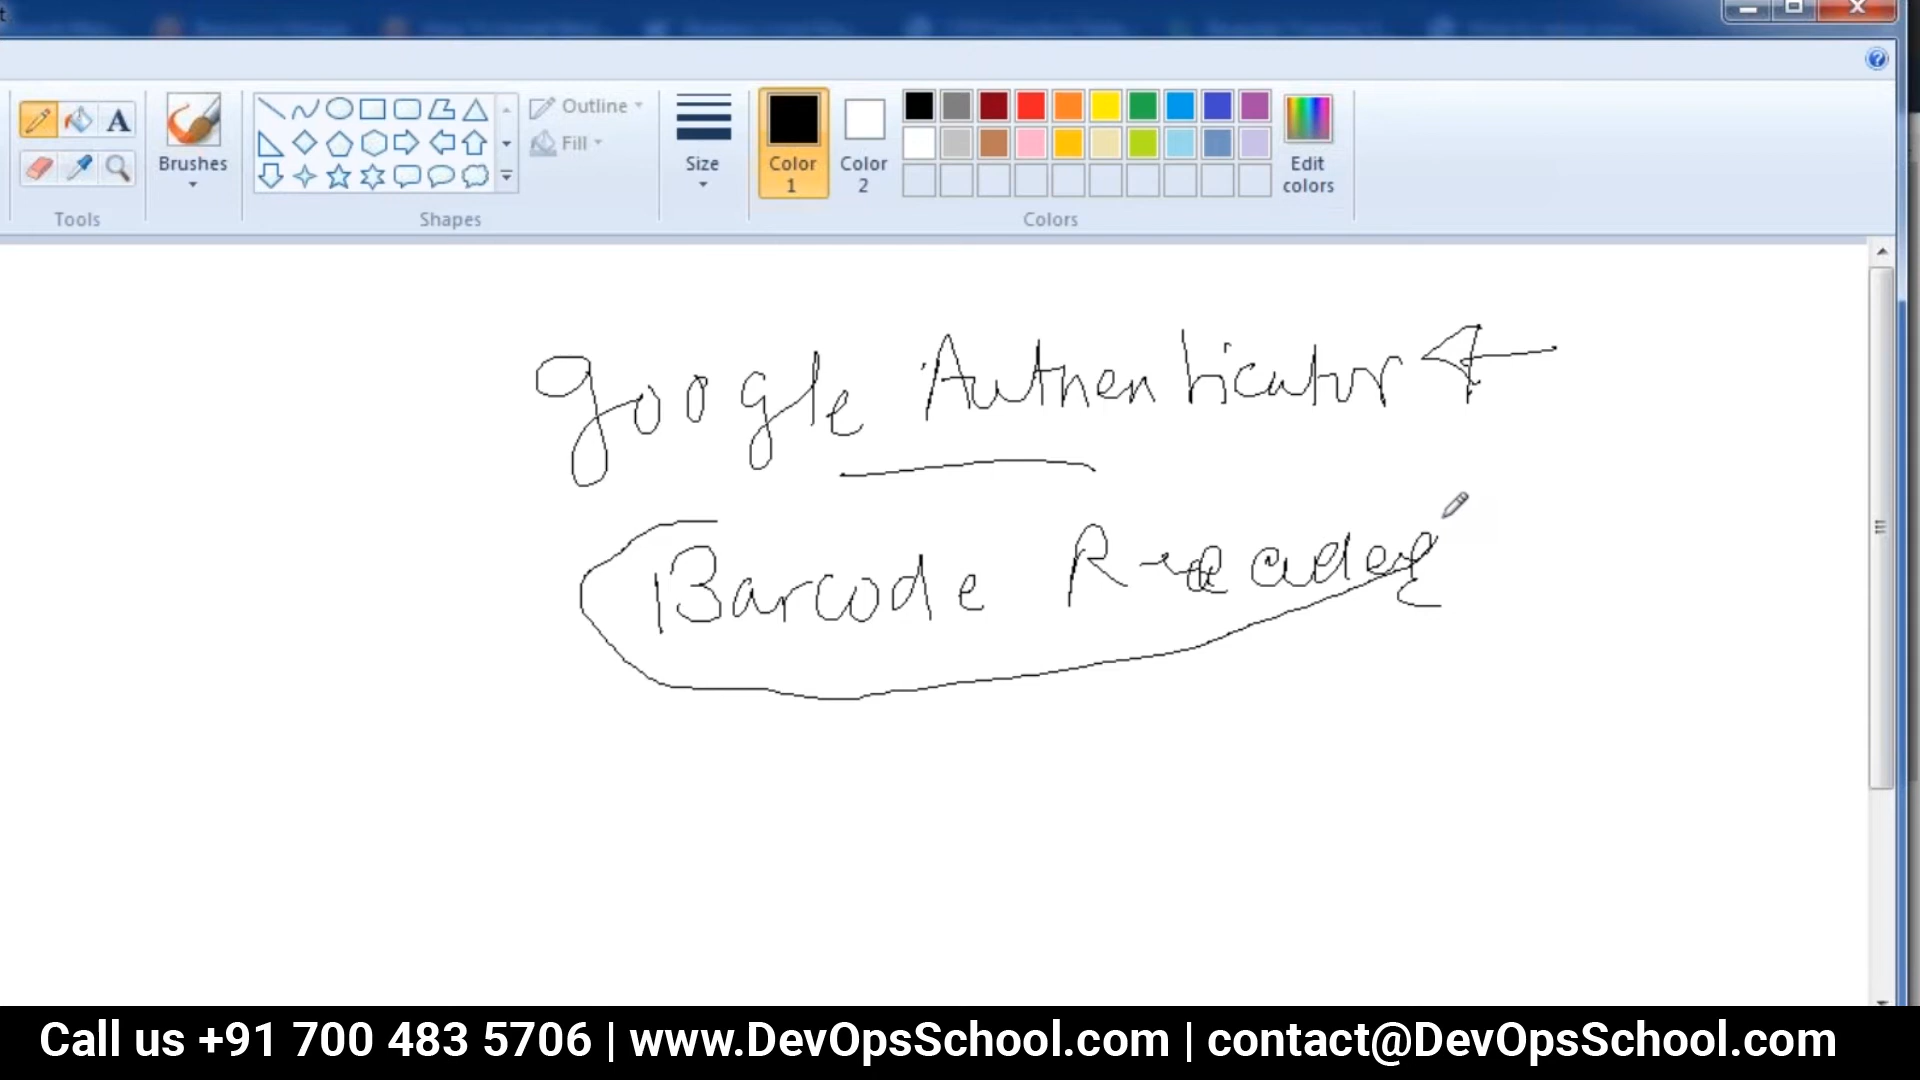 Outline
Fill
Brushes
Size
Color
1
Color
2
Edit
colors
Tools
Shapes
Colors
google Authenticator
Barcode Reader
Call us +91 700 483 5706 | www.DevOpsSchool.com | contact@DevOpsSchool.com